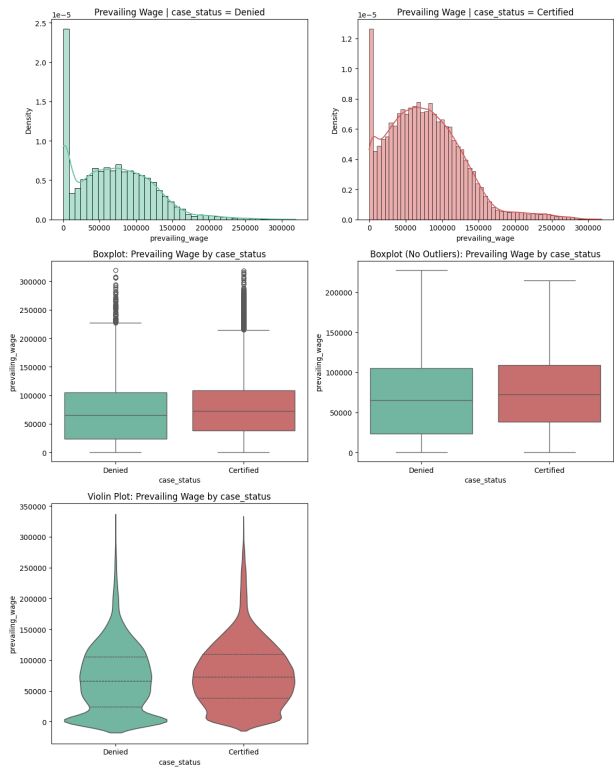 Prevailing Wage | case_status = Denied
1e-5
2.5
2.0
1.5
1.0
0.5
0.0
Density
0
50000
100000
150000
200000
250000
300000
prevailing_wage
Prevailing Wage | case_status = Certified
1e-5
1.2
1.0
0.8
0.6
0.4
0.2
0.0
Density
0
50000
100000
150000
200000
250000
300000
prevailing_wage
Boxplot: Prevailing Wage by case_status
300000
250000
200000
150000
100000
50000
0
prevailing_wage
Denied
Certified
case_status
Boxplot (No Outliers): Prevailing Wage by case_status
200000
150000
100000
50000
0
prevailing_wage
Denied
Certified
case_status
Violin Plot: Prevailing Wage by case_status
350000
300000
250000
200000
150000
100000
50000
0
prevailing_wage
Denied
Certified
case_status